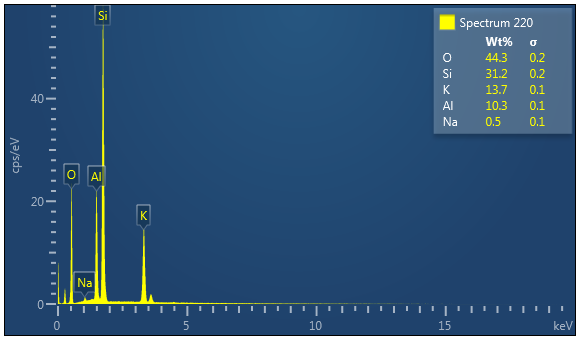 Spectrum 220
Wt% σ
O 44.3 0.2
Si 31.2 0.2
K 13.7 0.1
Al 10.3 0.1
Na 0.5 0.1
Si
40
cps/eV
O
Al
20
K
Na
0
0 5 10 15 keV